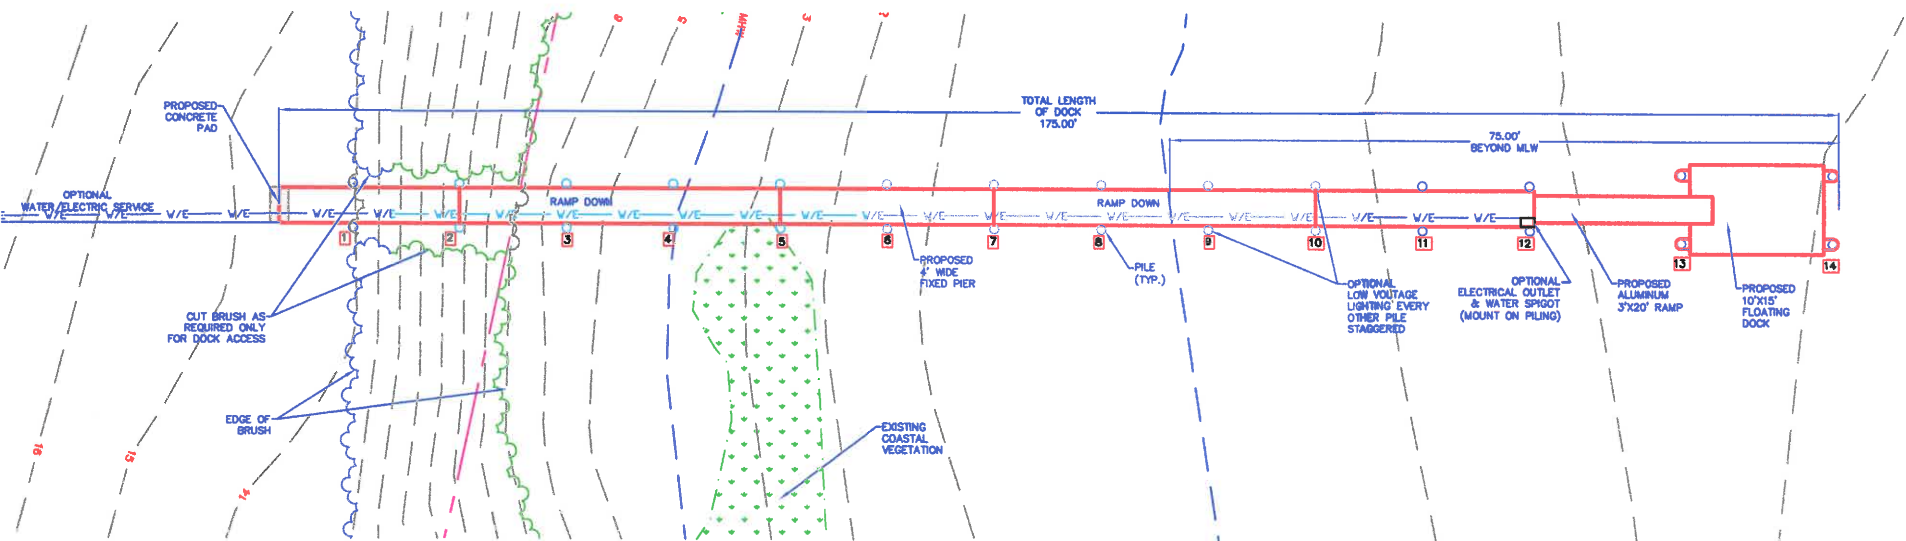 6
5
MHW
3
1
PROPOSED
CONCRETE
PAD
TOTAL LENGTH
OF DOCK
175.00'
75.00'
BEYOND MLW
OPTIONAL
WATER/ELECTRIC SERVICE
W/E W/E W/E W/E W/E W/E W/E W/E W/E W/E W/E W/E W/E W/E W/E W/E W/E W/E W/E W/E W/E W/E W/E W/E
RAMP DOWN
RAMP DOWN
1
2
3
4
5
6
7
8
9
10
11
12
13
14
PROPOSED
4' WIDE
FIXED PIER
PILE
(TYP.)
OPTIONAL
LOW VOLTAGE
LIGHTING EVERY
OTHER PILE
STAGGERED
OPTIONAL
ELECTRICAL OUTLET
& WATER SPIGOT
(MOUNT ON PILING)
PROPOSED
ALUMINUM
3'X20' RAMP
PROPOSED
10'X15'
FLOATING
DOCK
CUT BRUSH AS
REQUIRED ONLY
FOR DOCK ACCESS
EDGE OF
BRUSH
EXISTING
COASTAL
VEGETATION
16
15
14